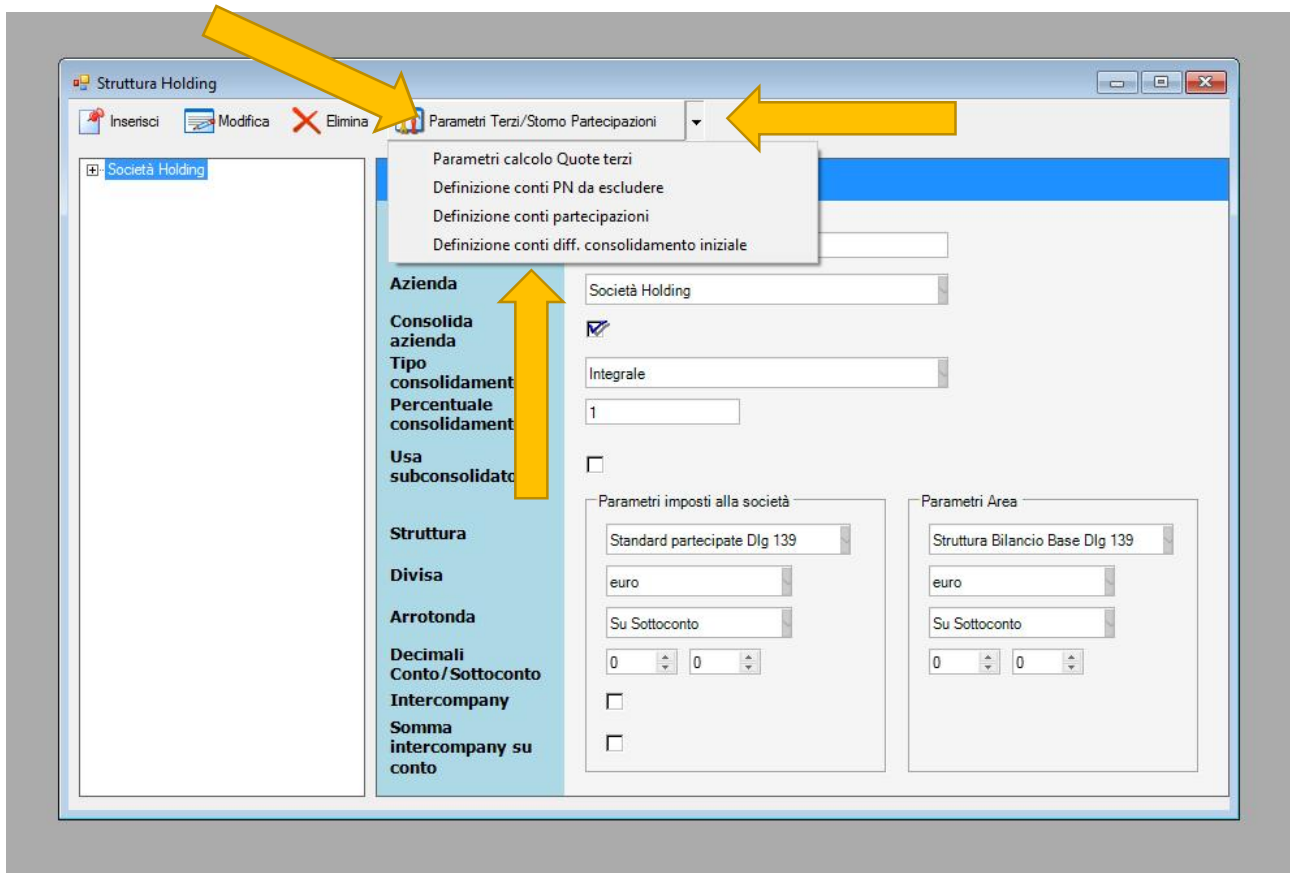 Struttura Holding
Inserisci Modifica Elimina Parametri Terzi/Storno Partecipazioni
Parametri calcolo Quote terzi
Definizione conti PN da escludere
Definizione conti partecipazioni
Definizione conti diff. consolidamento iniziale
Società Holding
Azienda
Società Holding
Consolida
azienda
Tipo
consolidament
Integrale
Percentuale
consolidament
1
Usa
subconsolidato
Parametri imposti alla società
Parametri Area
Struttura
Standard partecipate Dlg 139
Struttura Bilancio Base Dlg 139
Divisa
euro
euro
Arrotonda
Su Sottoconto
Su Sottoconto
Decimali
Conto/Sottoconto
0 0
0 0
Intercompany
Somma
intercompany su
conto